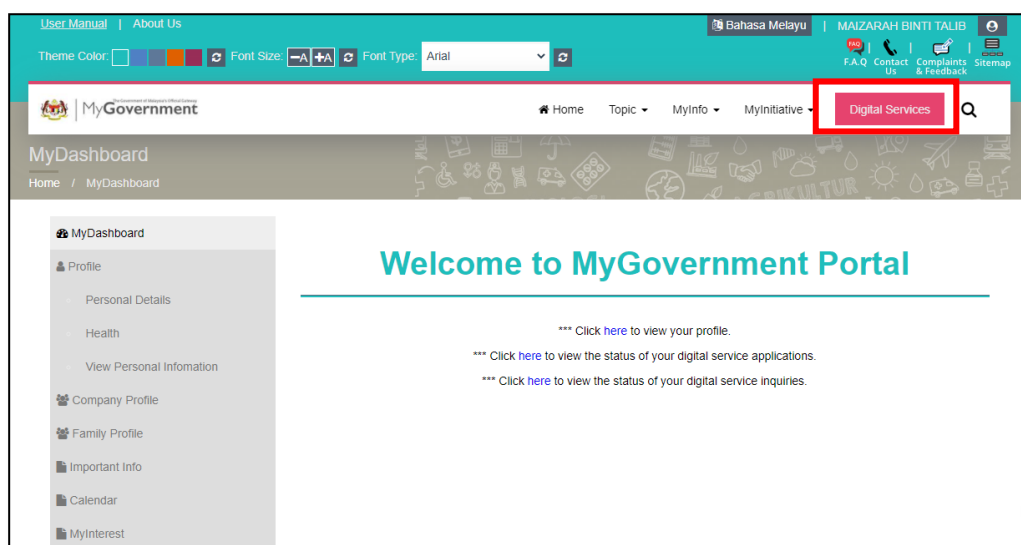 User Manual | About Us
Bahasa Melayu | MAIZARAH BINTI TALIB
Theme Color: Font Size: -A +A Font Type: Arial
FAQ
F.A.Q | Contact Us | Complaints & Feedback | Sitemap
MyGovernment
Home Topic MyInfo MyInitiative Digital Services
MyDashboard
Home / MyDashboard
AGRIKULTUR
MyDashboard
Profile
Personal Details
Health
View Personal Infomation
Company Profile
Family Profile
Important Info
Calendar
MyInterest
Welcome to MyGovernment Portal
*** Click here to view your profile.
*** Click here to view the status of your digital service applications.
*** Click here to view the status of your digital service inquiries.